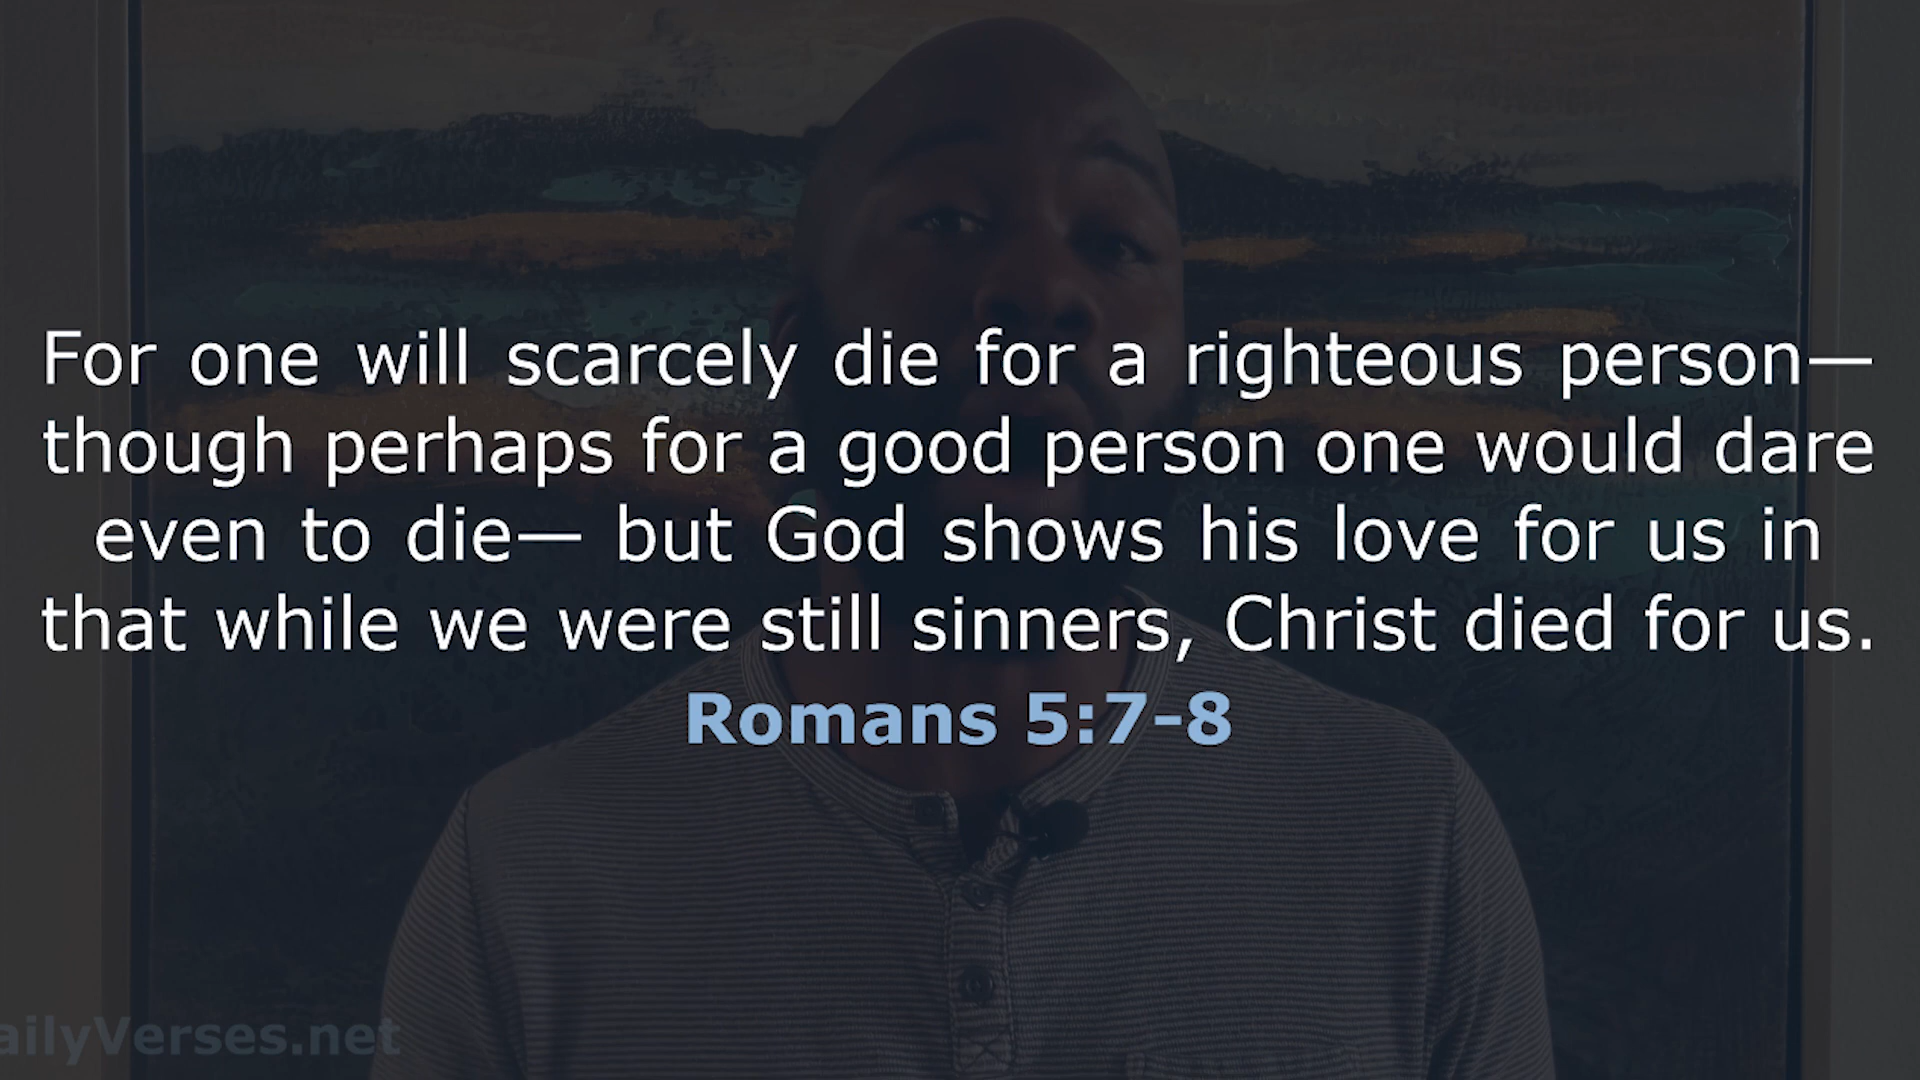 For one will scarcely die for a righteous person—
though perhaps for a good person one would dare
even to die— but God shows his love for us in
that while we were still sinners, Christ died for us.
Romans 5:7-8
ailyVerses.net